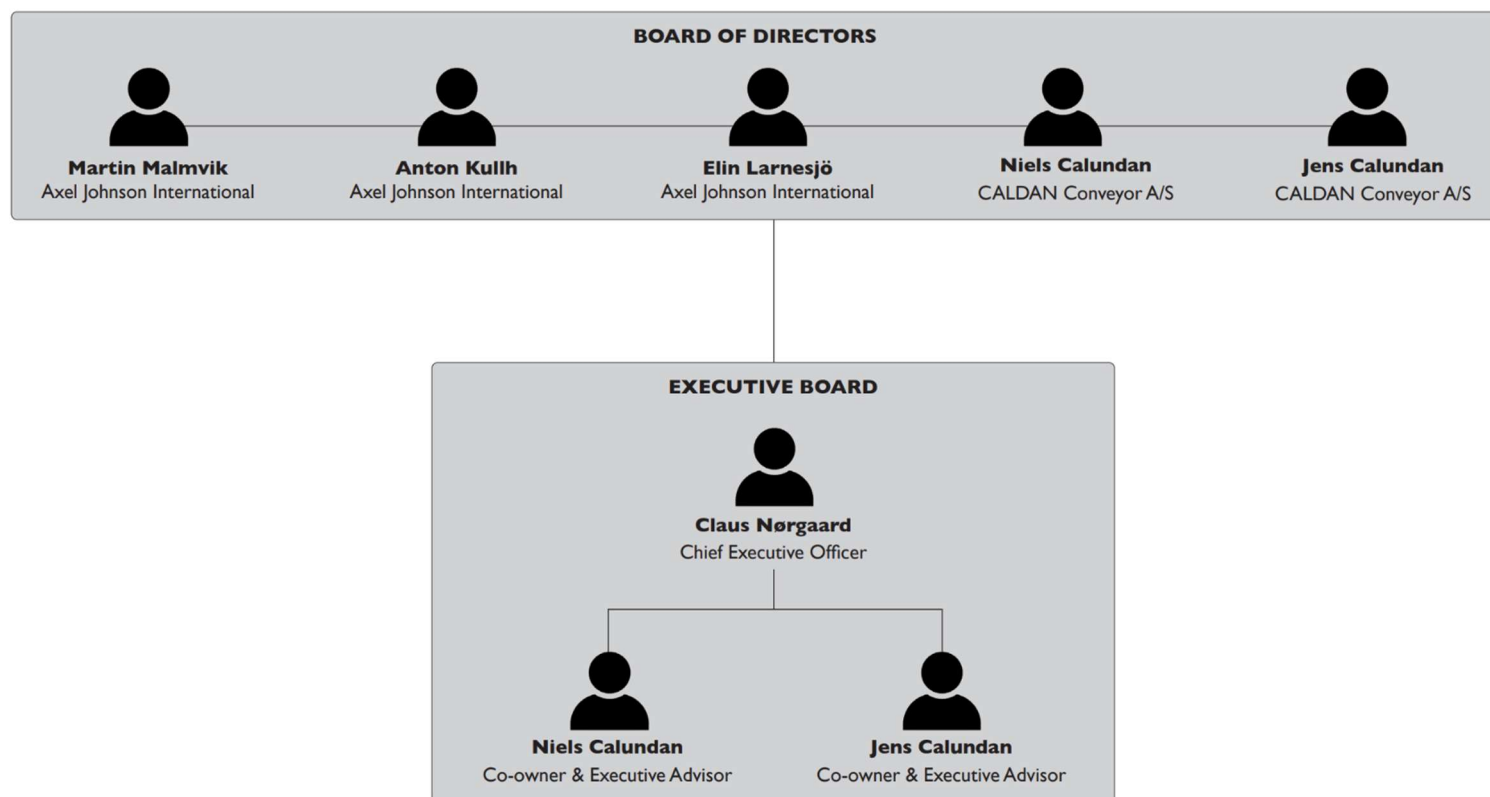 BOARD OF DIRECTORS
Martin Malmvik
Axel Johnson International
Anton Kullh
Axel Johnson International
Elin Larnesjö
Axel Johnson International
Niels Calundan
CALDAN Conveyor A/S
Jens Calundan
CALDAN Conveyor A/S
EXECUTIVE BOARD
Claus Nørgaard
Chief Executive Officer
Niels Calundan
Co-owner & Executive Advisor
Jens Calundan
Co-owner & Executive Advisor